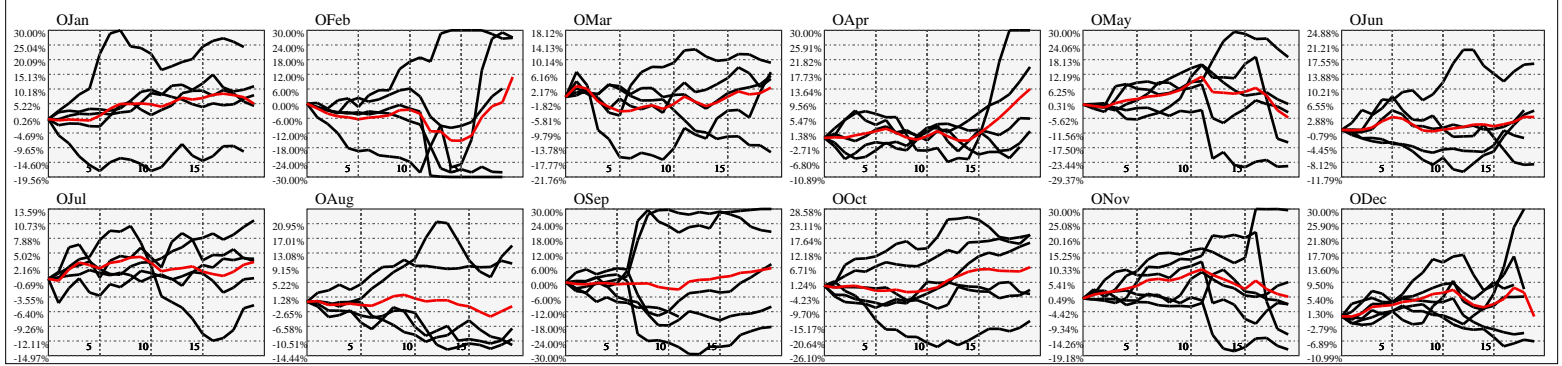 OJan OFeb OMar OApr OMay OJun
30.00% 30.00% 18.12% 30.00% 30.00% 24.88%
25.04% 24.00% 14.13% 25.91% 24.06% 21.21%
20.09% 18.00% 10.14% 21.82% 18.13% 17.55%
15.13% 12.00% 6.16% 17.73% 12.19% 13.88%
10.18% 6.00% 2.17% 13.64% 6.25% 10.21%
5.22% 0.00% -1.82% 9.56% 0.31% 6.55%
0.26% -6.00% -5.81% 5.47% -5.62% 2.88%
-4.69% -12.00% -9.79% 1.38% -11.56% -0.79%
-9.65% -18.00% -13.78% -2.71% -17.50% -4.45%
-14.60% -24.00% -17.77% -6.80% -23.44% -8.12%
-19.56% -30.00% -21.76% -10.89% -29.37% -11.79%
5 10 15 5 10 15 5 10 15 5 10 15 5 10 15 5 10 15
OJul OAug OSep OOct ONov ODec
13.59% 20.95% 30.00% 28.58% 30.00% 30.00%
10.73% 17.01% 24.00% 23.11% 25.08% 25.90%
7.88% 13.08% 18.00% 17.64% 20.16% 21.80%
5.02% 9.15% 12.00% 12.18% 15.25% 17.70%
2.16% 5.22% 6.00% 6.71% 10.33% 13.60%
-0.69% 1.28% 0.00% 1.24% 5.41% 9.50%
-3.55% -2.65% -6.00% -4.23% 0.49% 5.40%
-6.40% -6.58% -12.00% -9.70% -4.42% 1.30%
-9.26% -10.51% -18.00% -15.17% -9.34% -2.79%
-12.11% -14.44% -24.00% -20.64% -14.26% -6.89%
-14.97% -30.00% -26.10% -19.18% -10.99%
5 10 15 5 10 15 5 10 15 5 10 15 5 10 15 5 10 15